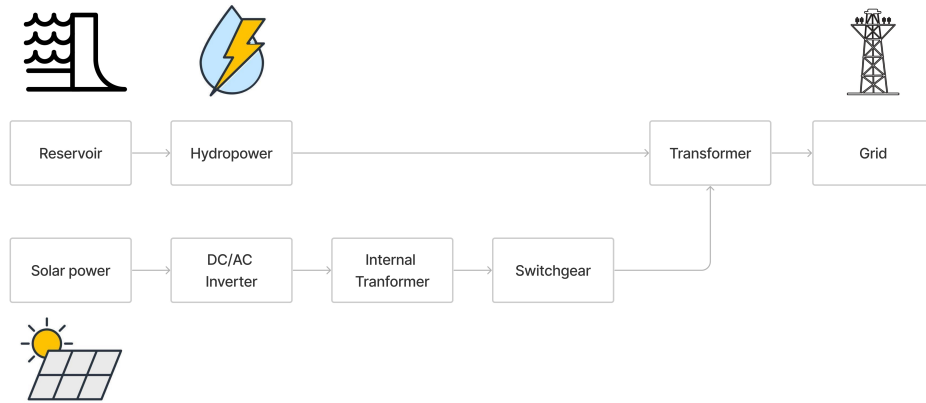 Reservoir
Hydropower
Transformer
Grid
Solar power
DC/AC
Inverter
Internal
Tranformer
Switchgear